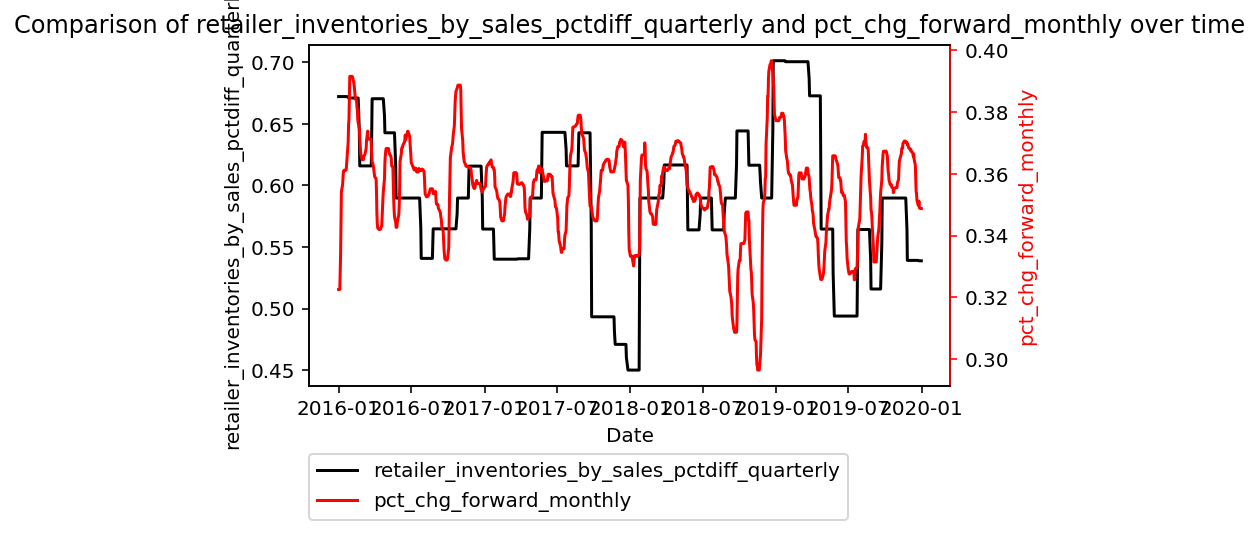 Comparison of retailer_inventories_by_sales_pctdiff_quarterly and pct_chg_forward_monthly over time
retailer_inventories_by_sales_pctdiff_quarterly
0.70
0.65
0.60
0.55
0.50
0.45
0.40
0.38
0.36
0.34
0.32
0.30
pct_chg_forward_monthly
2016-01 2016-07 2017-01 2017-07 2018-01 2018-07 2019-01 2019-07 2020-01
Date
retailer_inventories_by_sales_pctdiff_quarterly
pct_chg_forward_monthly